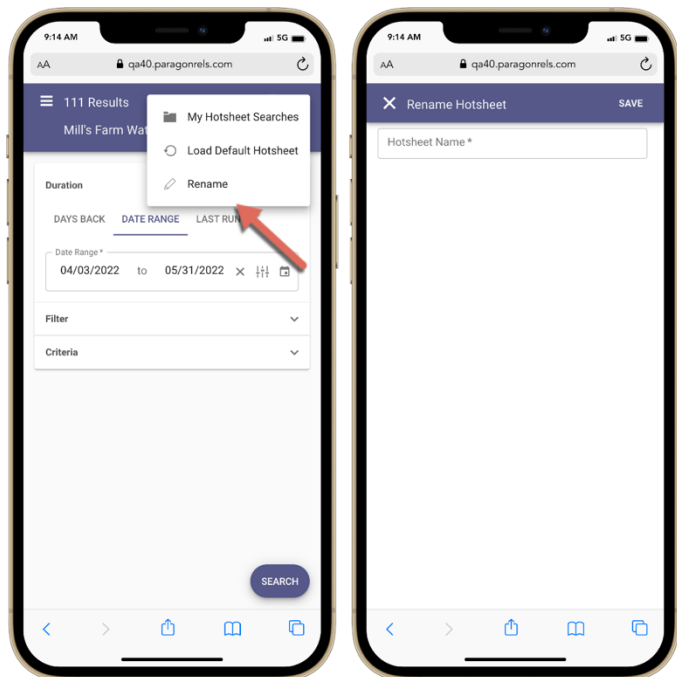 9:14 AM
5G
AA
qa40.paragonrels.com
111 Results
Mill's Farm Wat
My Hotsheet Searches
Load Default Hotsheet
Rename
Duration
DAYS BACK
DATE RANGE
LAST RUN
Date Range *
04/03/2022 to 05/31/2022
Filter
Criteria
SEARCH
9:14 AM
5G
AA
qa40.paragonrels.com
Rename Hotsheet
SAVE
Hotsheet Name *